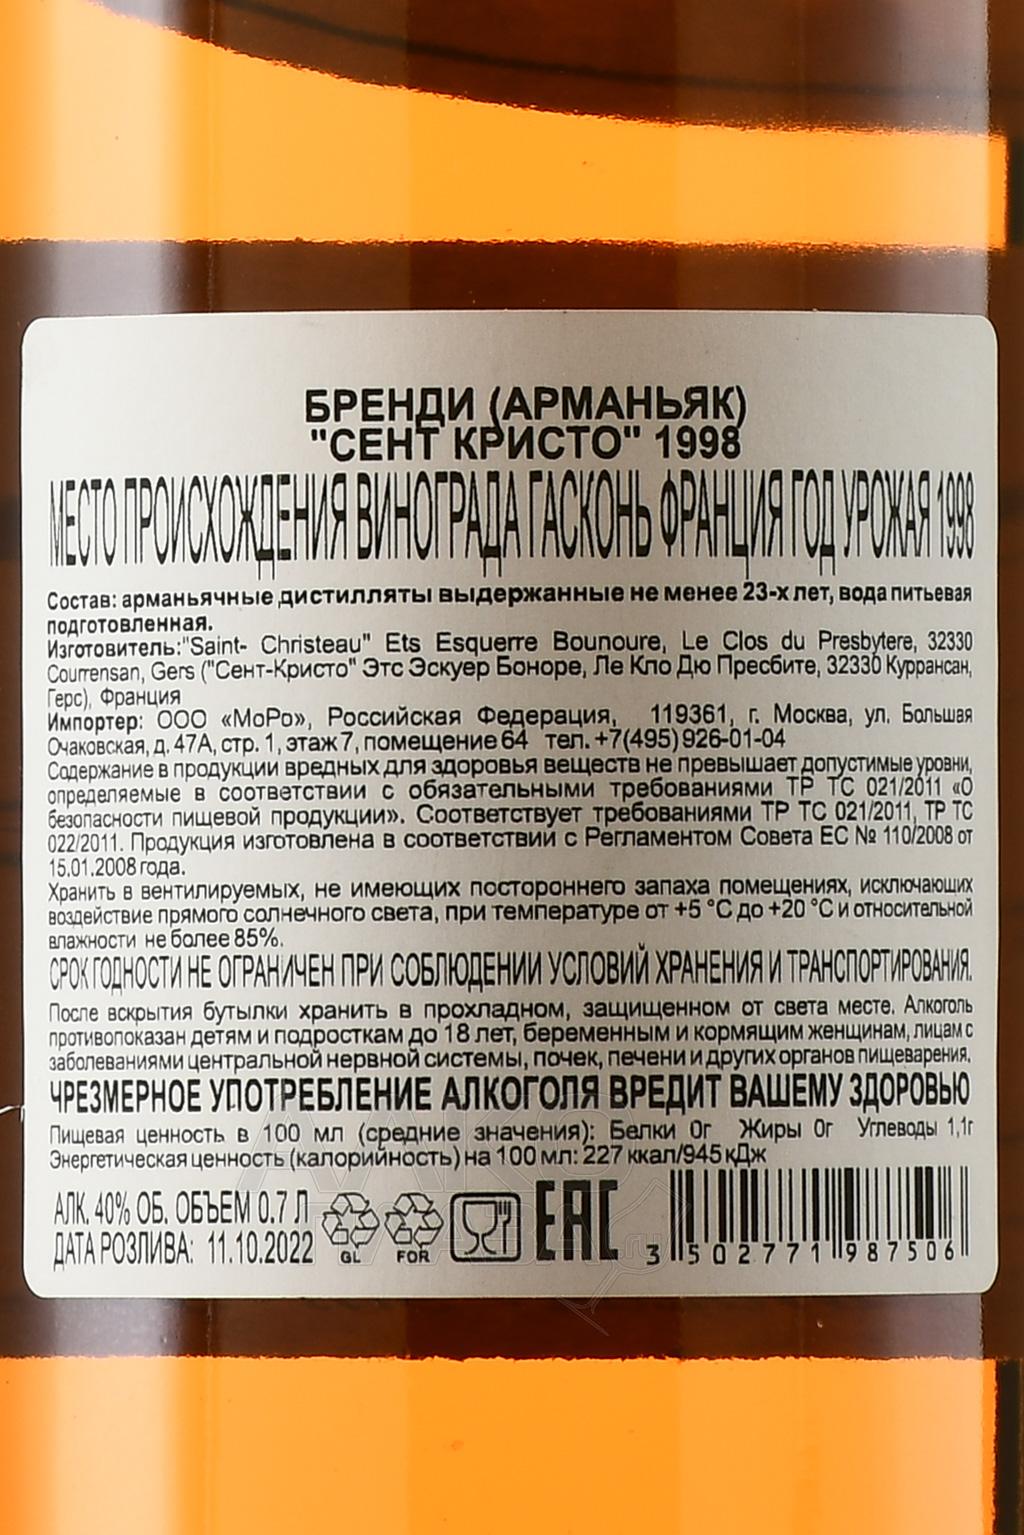 БРЕНДИ (АРМАНЬЯК)
"СЕНТ КРИСТО" 1998
МЕСТО ПРОИСХОЖДЕНИЯ ВИНОГРАДА ГАСКОНЬ ФРАНЦИЯ ГОД УРОЖАЯ 1998
Состав: арманьячные дистилляты выдержанные не менее 23-х лет, вода питьевая
подготовленная.
Изготовитель:"Saint- Christeau" Ets Esquerre Bounoure, Le Clos du Presbytere, 32330
Courrensan, Gers ("Сент-Кристо" Этс Эскуер Боноре, Ле Кло Дю Пресбите, 32330 Куррансан,
Герс), Франция
Импортер: ООО «МоРо», Российская Федерация, 119361, г. Москва, ул. Большая
Очаковская, д. 47А, стр. 1, этаж 7, помещение 64 тел. +7(495) 926-01-04
Содержание в продукции вредных для здоровья веществ не превышает допустимые уровни,
определяемые в соответствии с обязательными требованиями ТР ТС 021/2011 «О
безопасности пищевой продукции». Соответствует требованиями ТР ТС 021/2011, ТР ТС
022/2011. Продукция изготовлена в соответствии с Регламентом Совета ЕС № 110/2008 от
15.01.2008 года.
Хранить в вентилируемых, не имеющих постороннего запаха помещениях, исключающих
воздействие прямого солнечного света, при температуре от +5 °С до +20 °С и относительной
влажности не более 85%.
СРОК ГОДНОСТИ НЕ ОГРАНИЧЕН ПРИ СОБЛЮДЕНИИ УСЛОВИЙ ХРАНЕНИЯ И ТРАНСПОРТИРОВАНИЯ.
После вскрытия бутылки хранить в прохладном, защищенном от света месте. Алкоголь
противопоказан детям и подросткам до 18 лет, беременным и кормящим женщинам, лицам с
заболеваниями центральной нервной системы, почек, печени и других органов пищеварения.
ЧРЕЗМЕРНОЕ УПОТРЕБЛЕНИЕ АЛКОГОЛЯ ВРЕДИТ ВАШЕМУ ЗДОРОВЬЮ
Пищевая ценность в 100 мл (средние значения): Белки 0г Жиры 0г Углеводы 1,1г
Энергетическая ценность (калорийность) на 100 мл: 227 ккал/945 кДж
АЛК. 40% ОБ. ОБЪЕМ 0.7 Л
ДАТА РОЗЛИВА: 11.10.2022
GL FOR
EAC
3 502771 987506